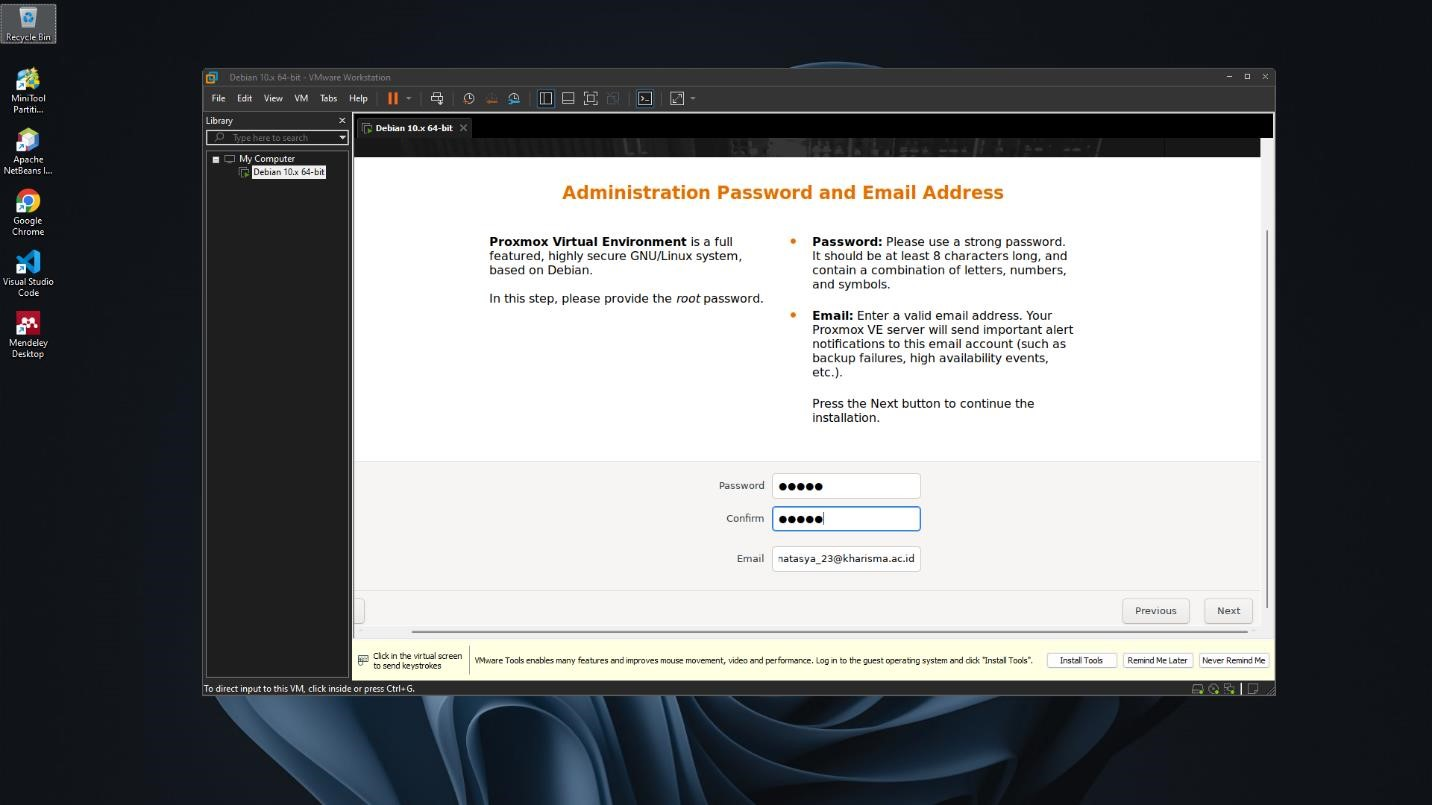 Recycle Bin
MiniTool
Partiti...
Apache
NetBeans I...
Google
Chrome
Visual Studio
Code
Mendeley
Desktop
Debian 10.x 64-bit - VMware Workstation
File Edit View VM Tabs Help
Library
Type here to search
My Computer
Debian 10.x 64-bit
Debian 10.x 64-bit
Administration Password and Email Address
Proxmox Virtual Environment is a full
featured, highly secure GNU/Linux system,
based on Debian.
In this step, please provide the root password.
Password: Please use a strong password.
It should be at least 8 characters long, and
contain a combination of letters, numbers,
and symbols.
Email: Enter a valid email address. Your
Proxmox VE server will send important alert
notifications to this email account (such as
backup failures, high availability events,
etc.).
Press the Next button to continue the
installation.
Password ●●●●●
Confirm ●●●●●
Email natasya_23@kharisma.ac.id
Previous Next
Click in the virtual screen
to send keystrokes
VMware Tools enables many features and improves mouse movement, video and performance. Log in to the guest operating system and click "Install Tools".
Install Tools Remind Me Later Never Remind Me
To direct input to this VM, click inside or press Ctrl+G.